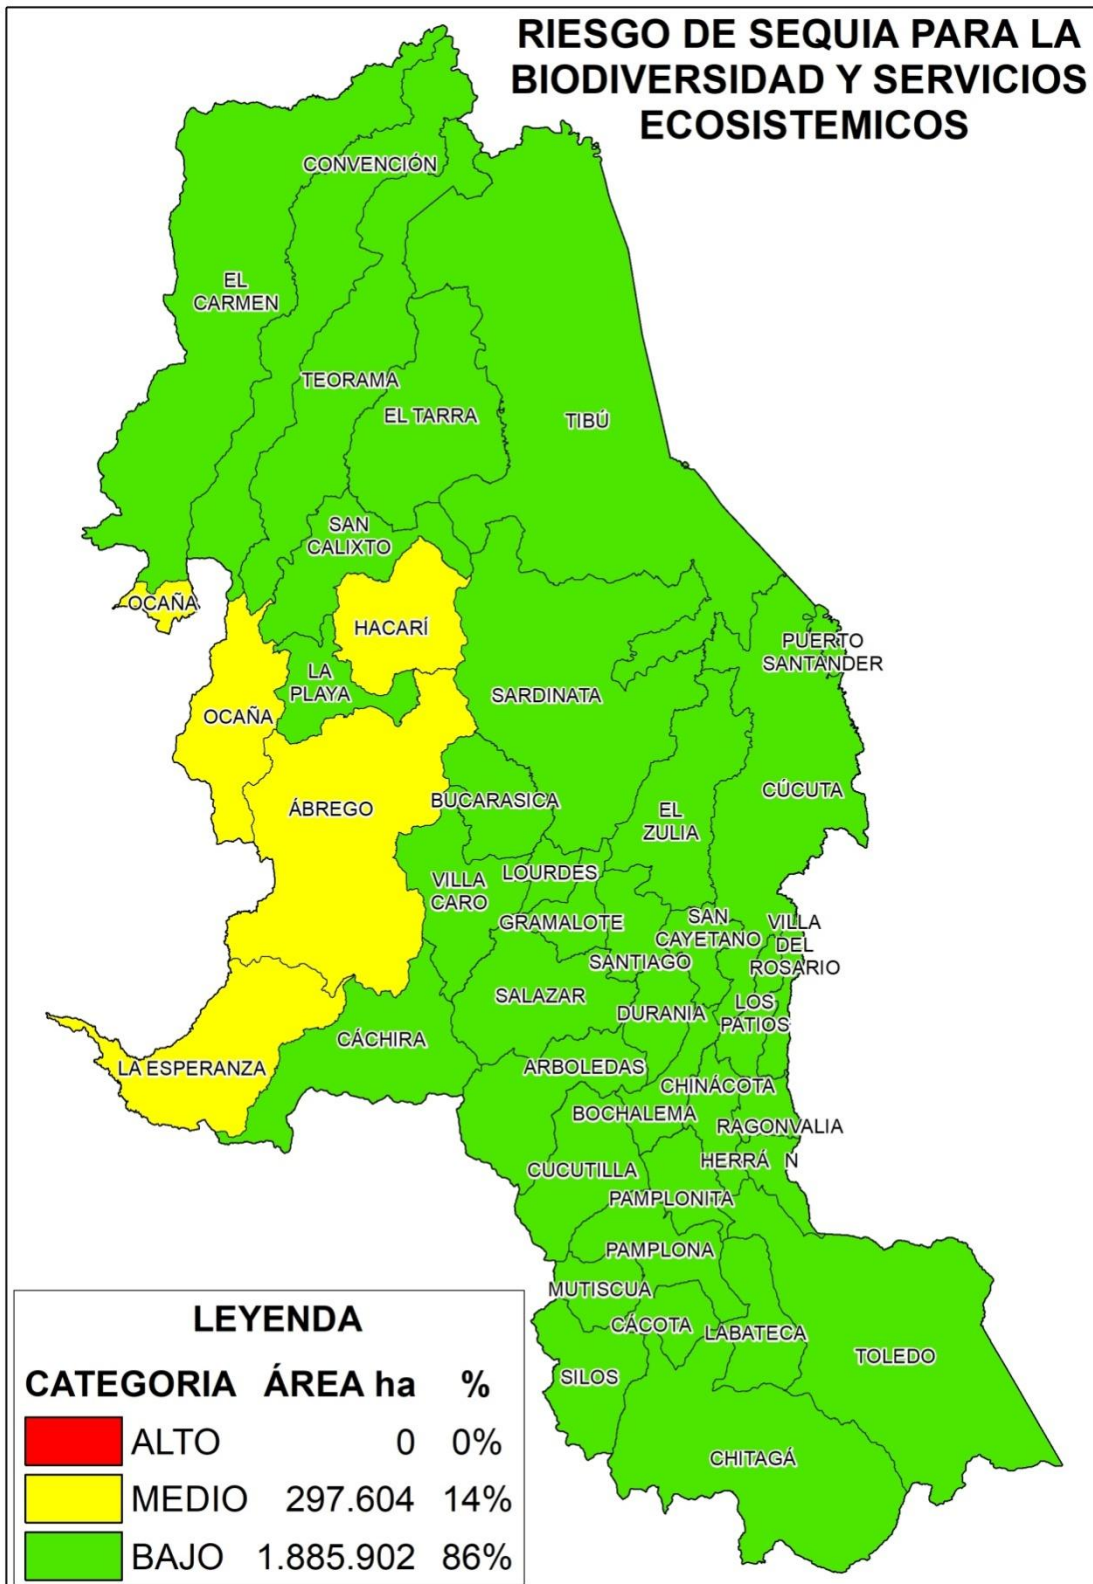 RIESGO DE SEQUIA PARA LA
BIODIVERSIDAD Y SERVICIOS
ECOSISTEMICOS
CONVENCIÓN
EL
CARMEN
TEORAMA
EL TARRA
TIBÚ
SAN
CALIXTO
OCAÑA
HACARÍ
PUERTO
SANTANDER
LA
PLAYA
SARDINATA
OCAÑA
ÁBREGO
BUCARASICA
EL
ZULIA
CÚCUTA
VILLA
CARO
LOURDES
GRAMALOTE
SAN
CAYETANO
VILLA
DEL
ROSARIO
SANTIAGO
SALAZAR
DURANIA
LOS
PATIOS
CÁCHIRA
LA ESPERANZA
ARBOLEDAS
CHINÁCOTA
BOCHALEMA
RAGONVALIA
CUCUTILLA
HERRÁ N
PAMPLONITA
PAMPLONA
MUTISCUA
CÁCOTA
LABATECA
TOLEDO
SILOS
CHITAGÁ
LEYENDA
CATEGORIA ÁREA ha %
ALTO 0 0%
MEDIO 297.604 14%
BAJO 1.885.902 86%